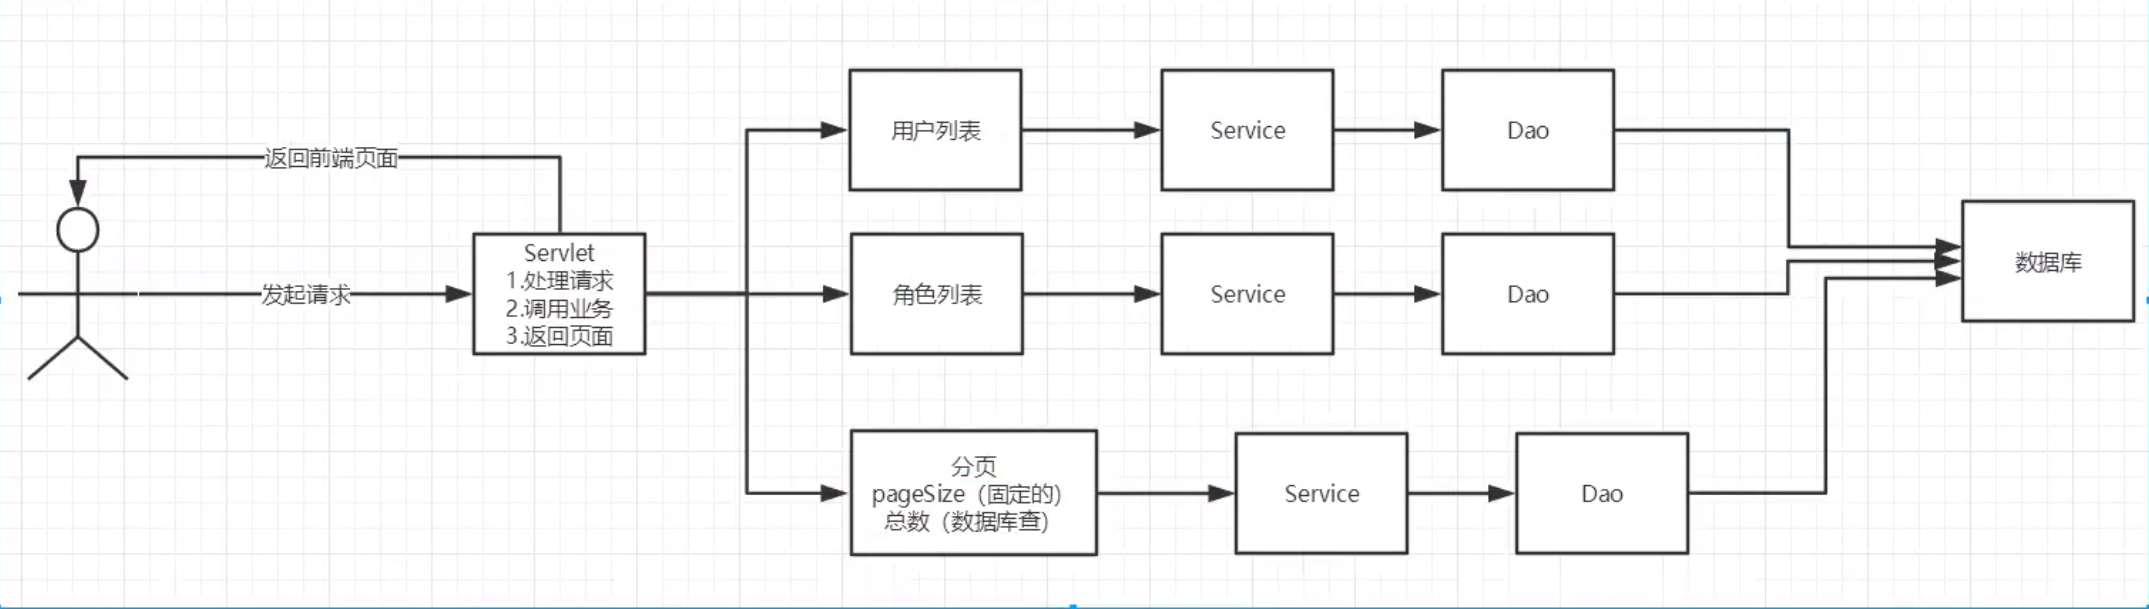 返回前端页面
发起请求
Servlet
1.处理请求
2.调用业务
3.返回页面
用户列表
Service
Dao
角色列表
Service
Dao
分页
pageSize（固定的）
总数（数据库查）
Service
Dao
数据库